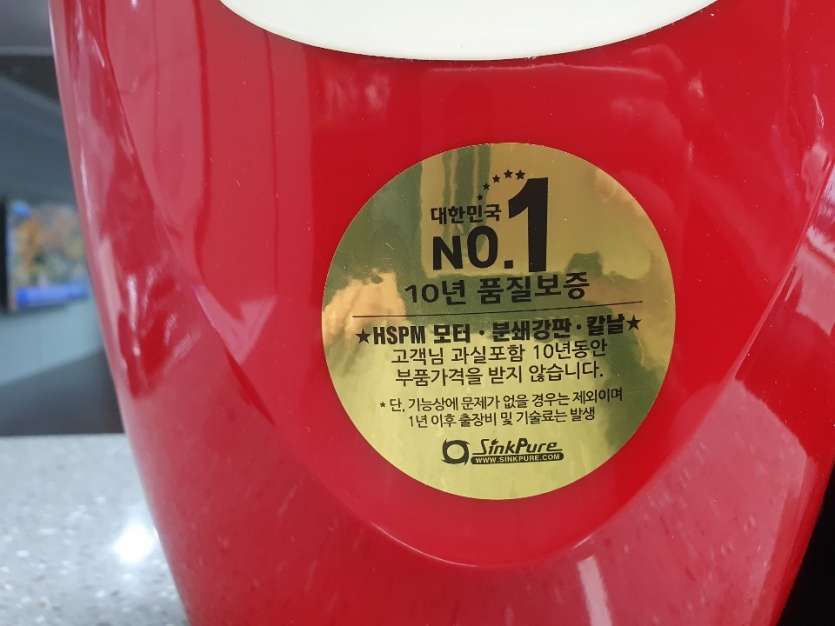 대한민국
NO.1
10년 품질보증
★HSPM 모터·분쇄강판·칼날★
고객님 과실포함 10년동안
부품가격을 받지 않습니다.
* 단, 기능상에 문제가 없을 경우는 제외이며
1년 이후 출장비 및 기술료는 발생
SinkPure
WWW.SINKPURE.COM